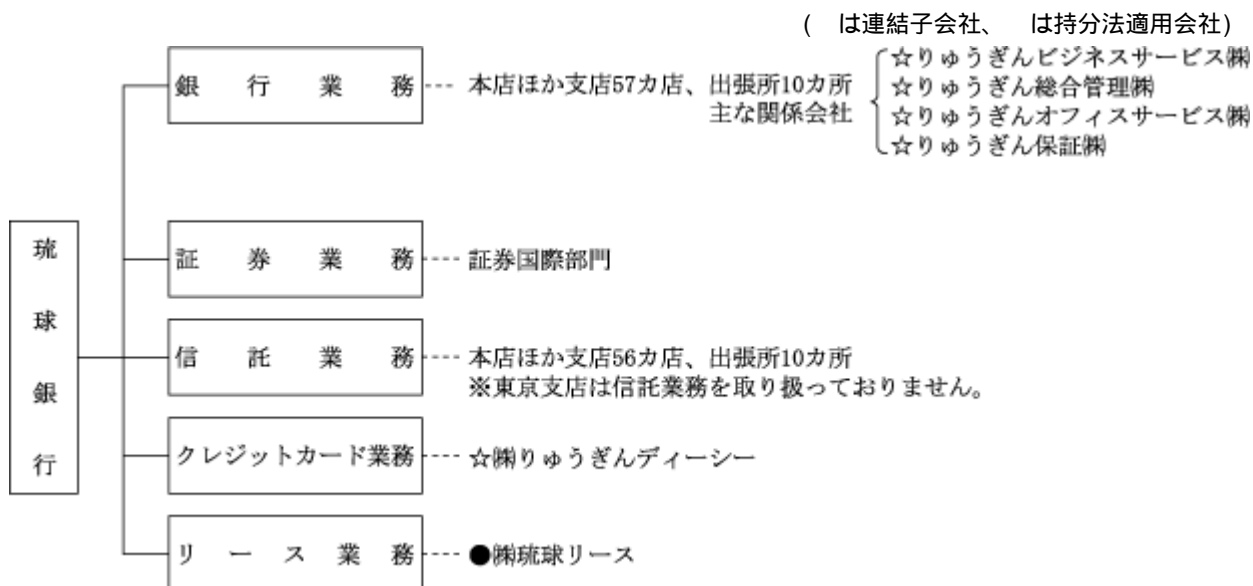 (　は連結子会社、　は持分法適用会社)
銀行業務
本店ほか支店57カ店、出張所10カ所
主な関係会社
☆りゅうぎんビジネスサービス㈱
☆りゅうぎん総合管理㈱
☆りゅうぎんオフィスサービス㈱
☆りゅうぎん保証㈱
琉球銀行
証券業務
証券国際部門
信託業務
本店ほか支店56カ店、出張所10カ所
※東京支店は信託業務を取り扱っておりません。
クレジットカード業務
☆㈱りゅうぎんディーシー
リース業務
●㈱琉球リース